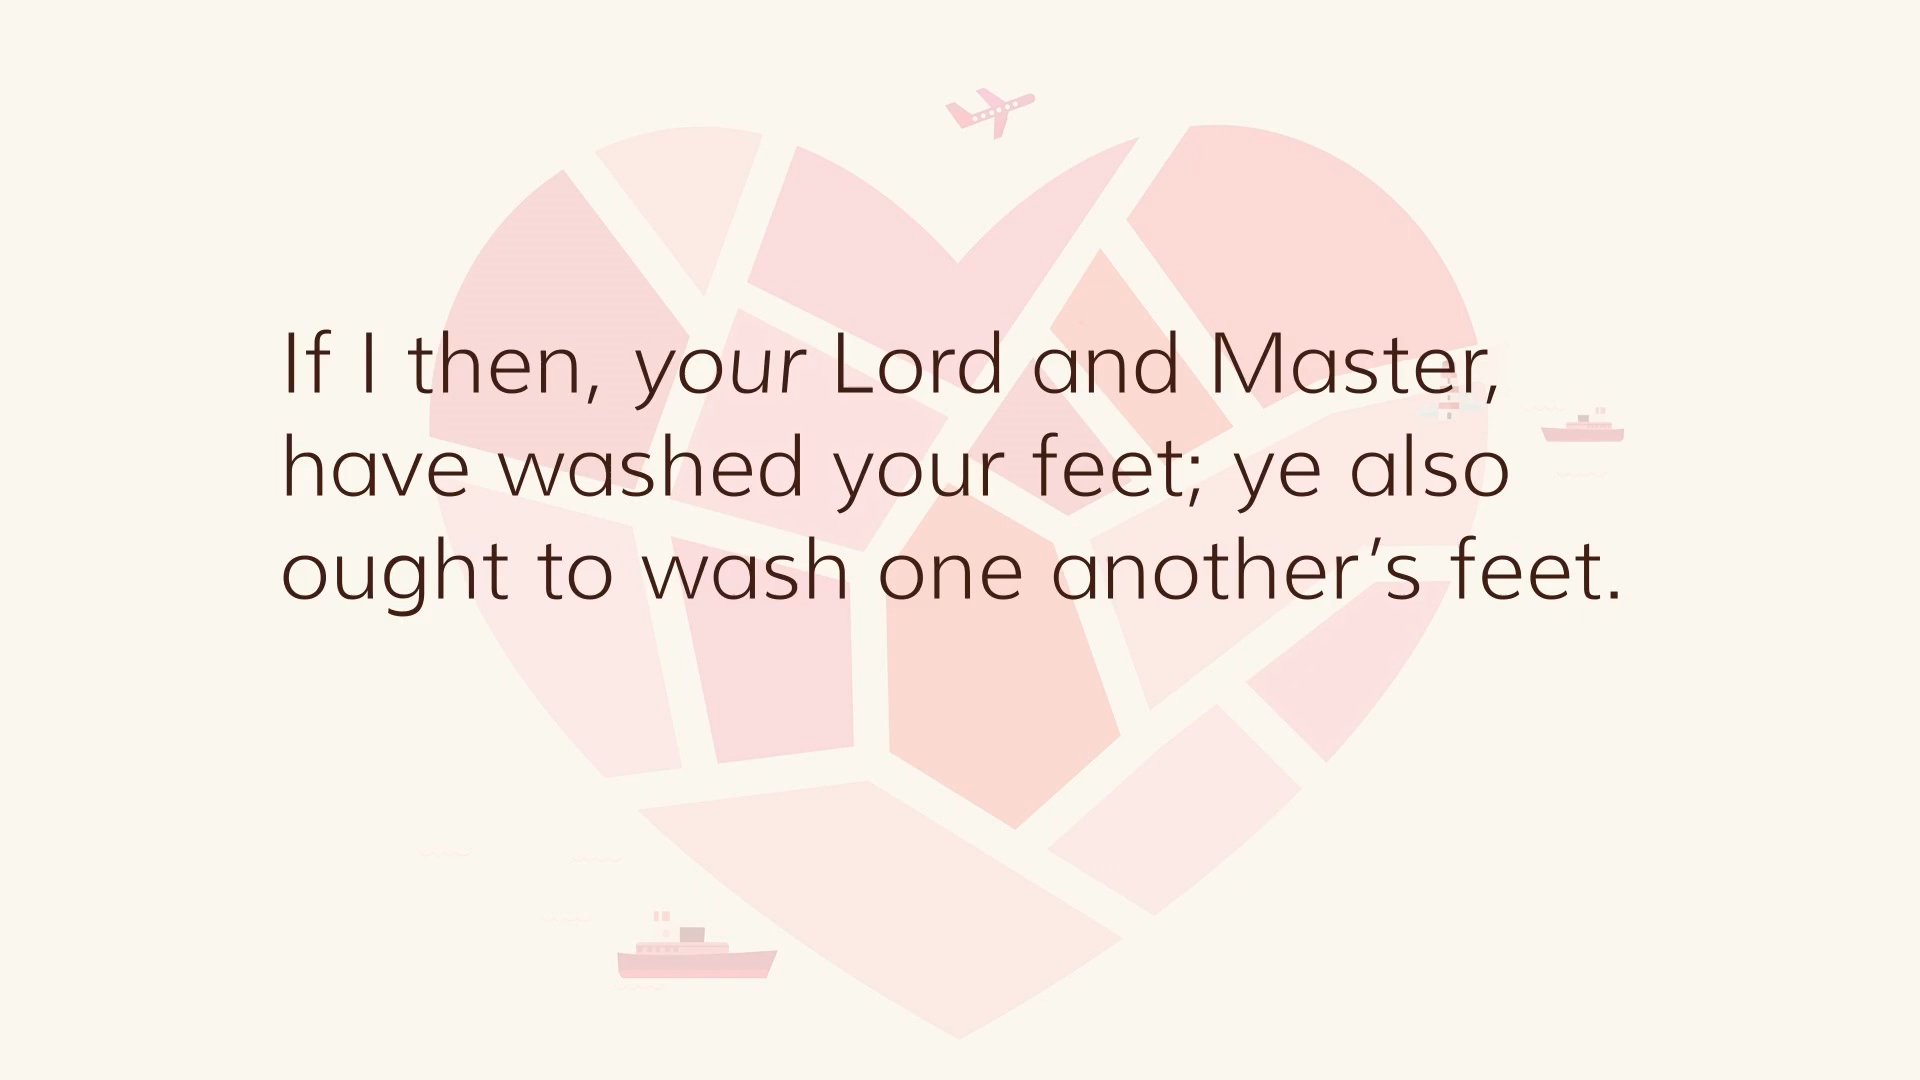 If I then, your Lord and Master,
have washed your feet; ye also
ought to wash one another’s feet.